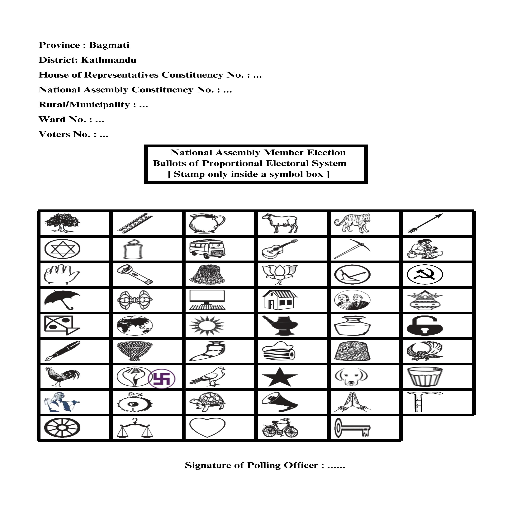 Province : Bagmati
District: Kathmandu
House of Representatives Constituency No. : ...
National Assembly Constituency No. : ...
Rural/Municipality : ...
Ward No. : ...
Voters No. : ...
National Assembly Member Election
Ballots of Proportional Electoral System
[ Stamp only inside a symbol box ]
Signature of Polling Officer : ......